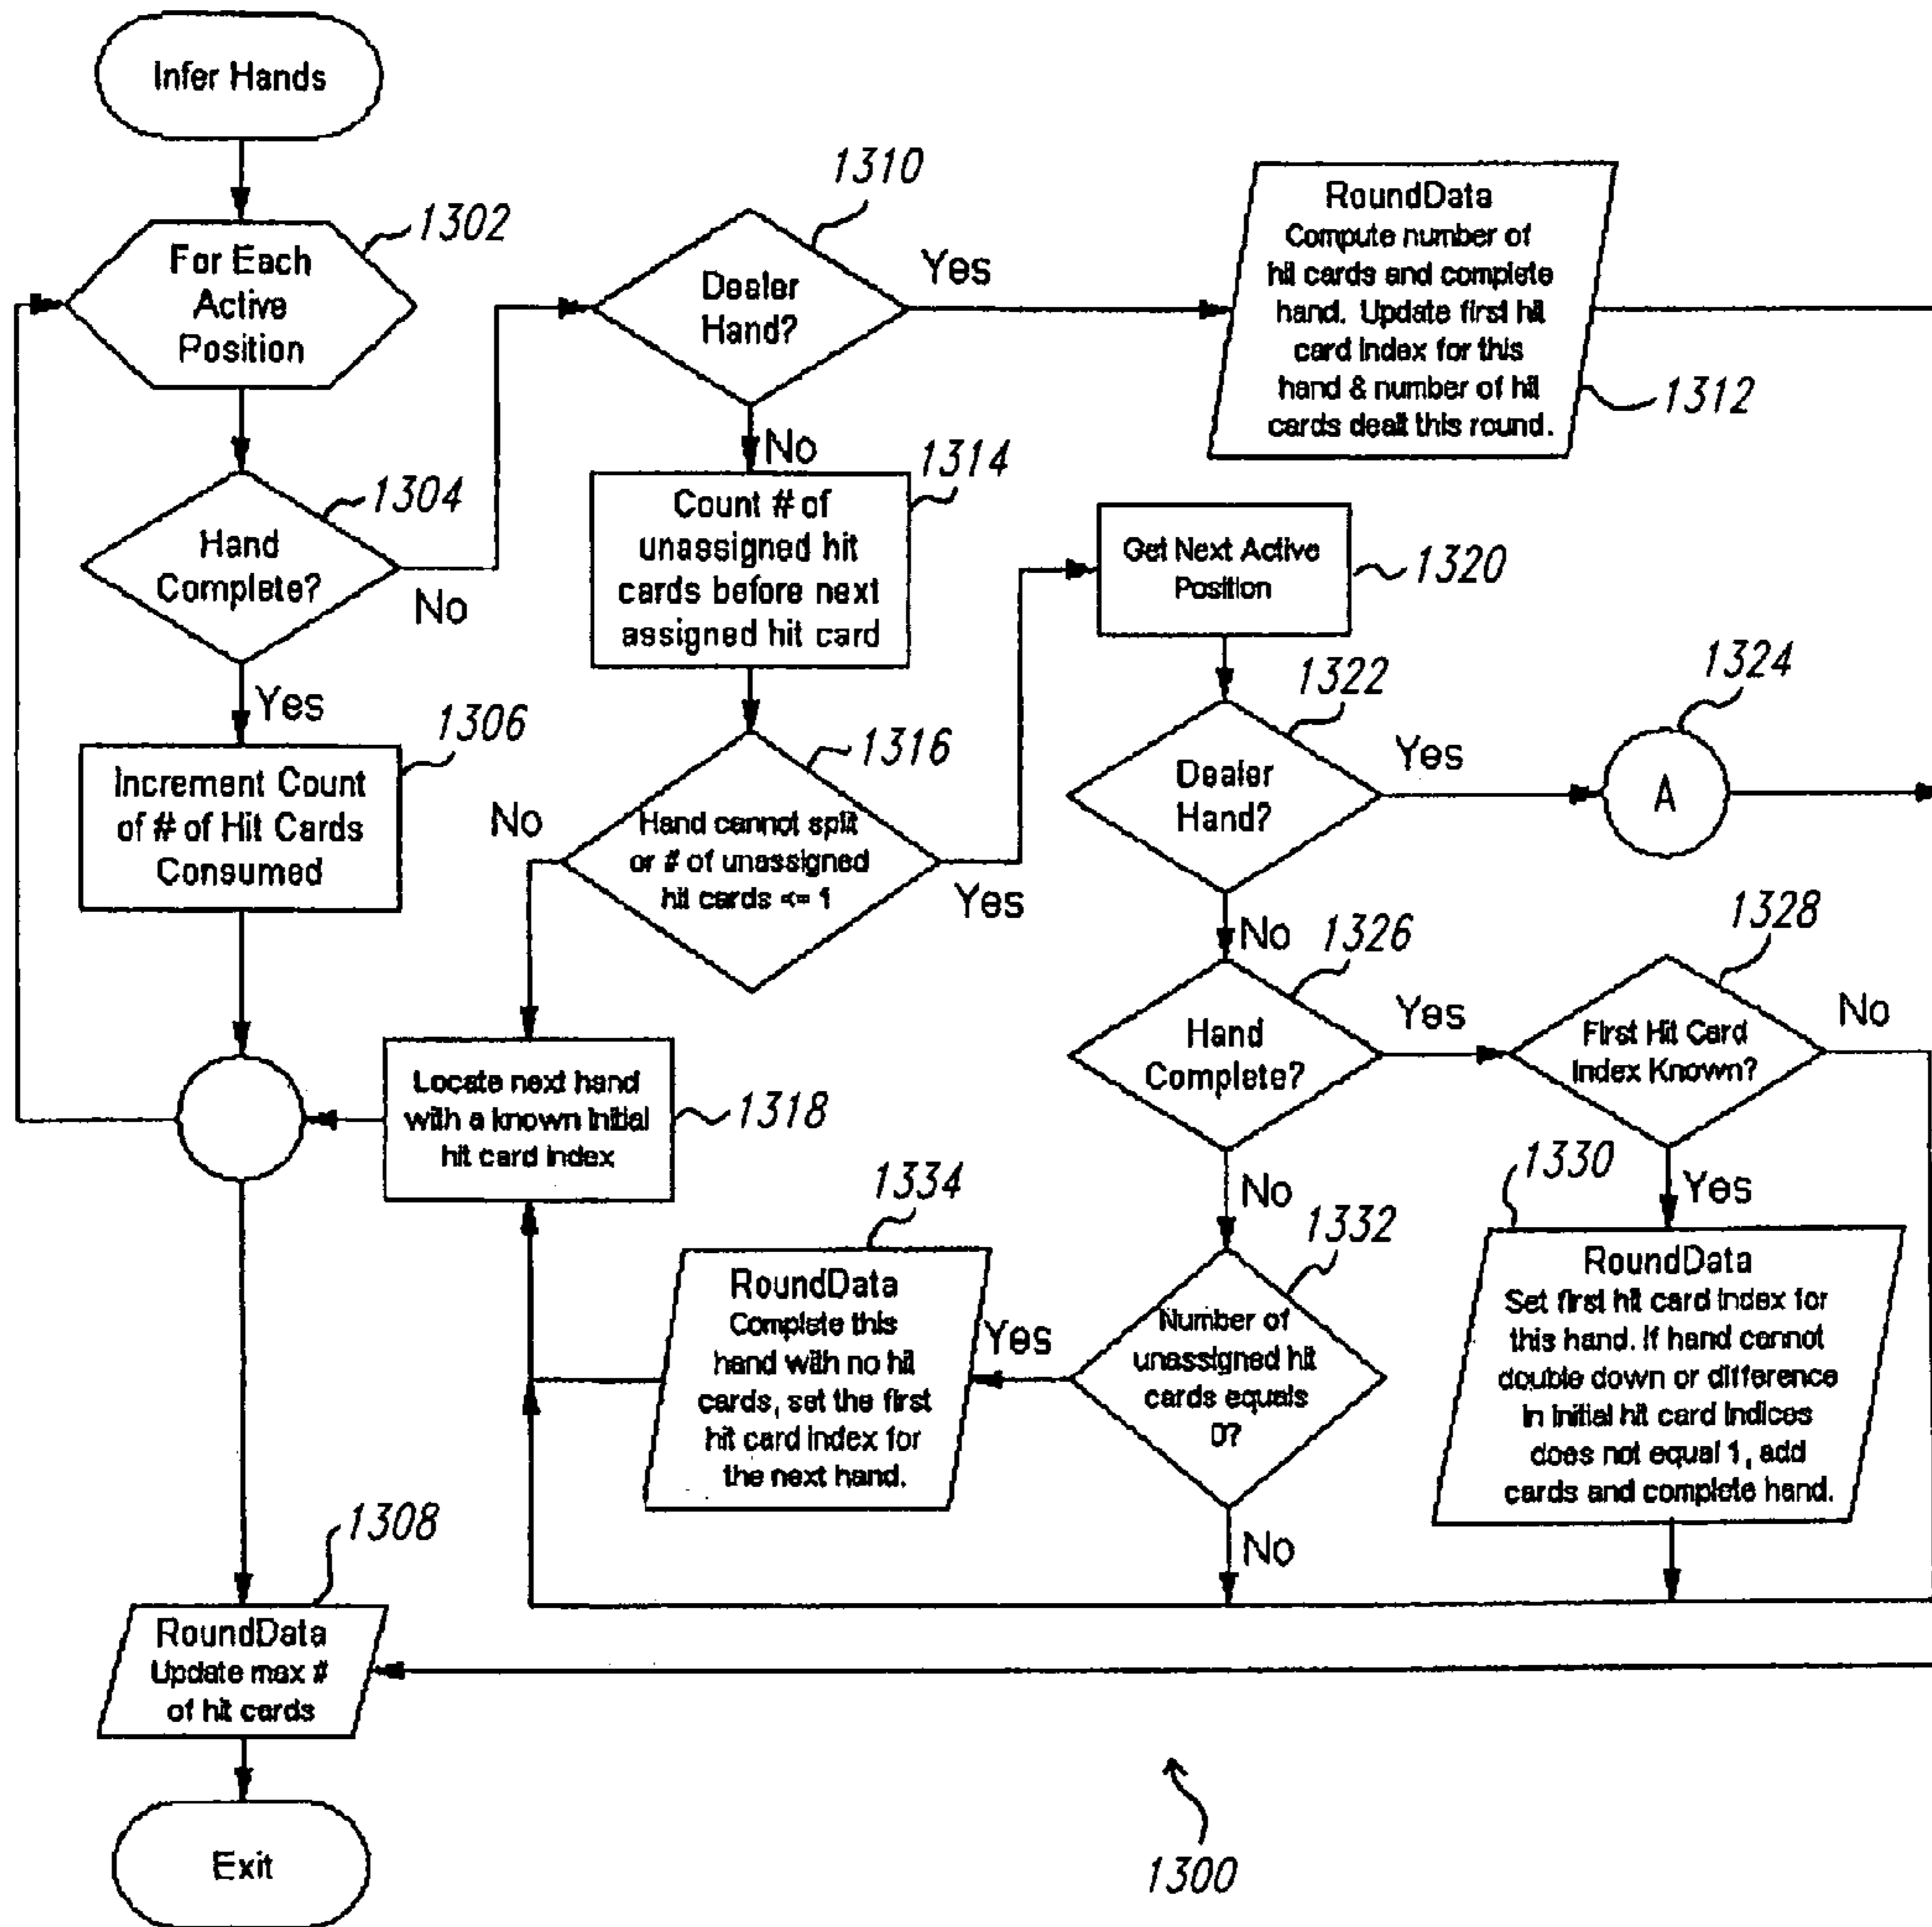 Infer Hands
1302
For Each
Active
Position
1304
Hand
Complete?
No
Yes
1306
Increment Count
of # of Hit Cards
Consumed
1308
RoundData
Update max #
of hit cards
Exit
1310
Dealer
Hand?
Yes
No
RoundData
Compute number of
hit cards and complete
hand. Update first hit
card index for this
hand & number of hit
cards dealt this round.
1312
1314
Count # of
unassigned hit
cards before next
assigned hit card
1316
Hand cannot split
or # of unassigned
hit cards <= 1
No
Yes
Locate next hand
with a known initial
hit card index
1318
Get Next Active
Position
1320
1322
Dealer
Hand?
Yes
No
1324
A
1326
Hand
Complete?
Yes
No
1328
First Hit Card
Index Known?
No
Yes
1330
RoundData
Set first hit card index for
this hand. If hand cannot
double down or difference
in initial hit card indices
does not equal 1, add
cards and complete hand.
1332
Number of
unassigned hit
cards equals
0?
Yes
No
1334
RoundData
Complete this
hand with no hit
cards, set the first
hit card index for
the next hand.
1300